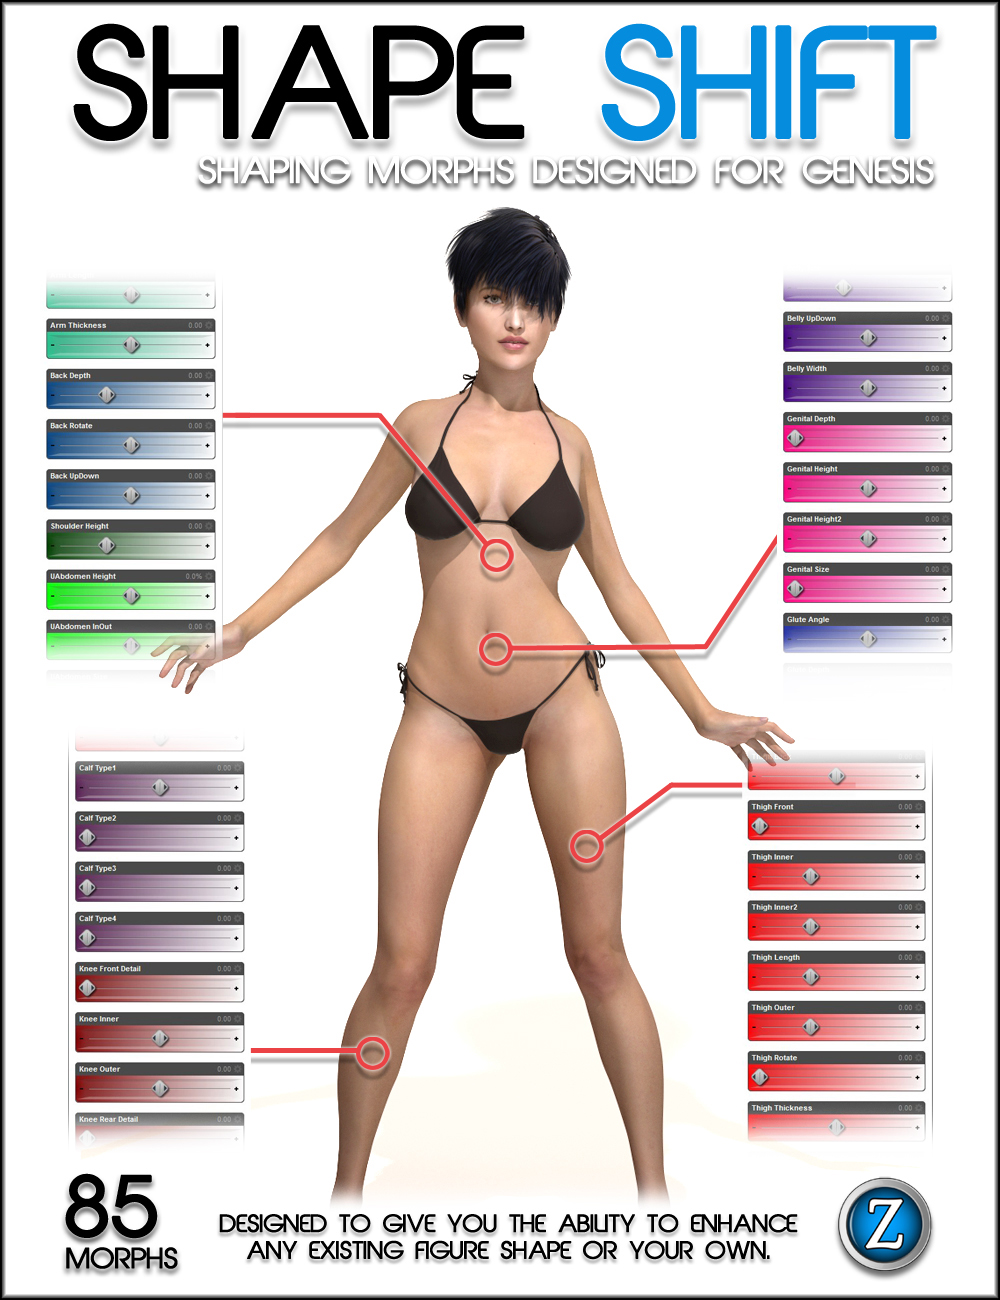 SHAPE SHIFT
SHAPING MORPHS DESIGNED FOR GENESIS
Arm Thickness 0.00
Back Depth 0.00
Back Rotate 0.00
Back UpDown 0.00
Shoulder Height 0.00
UAbdomen Height 0.0%
UAbdomen InOut 0.00
Belly UpDown 0.00
Belly Width 0.00
Genital Depth 0.00
Genital Height 0.00
Genital Height2 0.00
Genital Size 0.00
Glute Angle 0.00
Calf Type1 0.00
Calf Type2 0.00
Calf Type3 0.00
Calf Type4 0.00
Knee Front Detail 0.00
Knee Inner 0.00
Knee Outer 0.00
Knee Rear Detail 0.00
Thigh Front 0.00
Thigh Inner 0.00
Thigh Inner2 0.00
Thigh Length 0.00
Thigh Outer 0.00
Thigh Rotate 0.00
Thigh Thickness 0.00
85
MORPHS
DESIGNED TO GIVE YOU THE ABILITY TO ENHANCE
ANY EXISTING FIGURE SHAPE OR YOUR OWN.
Z